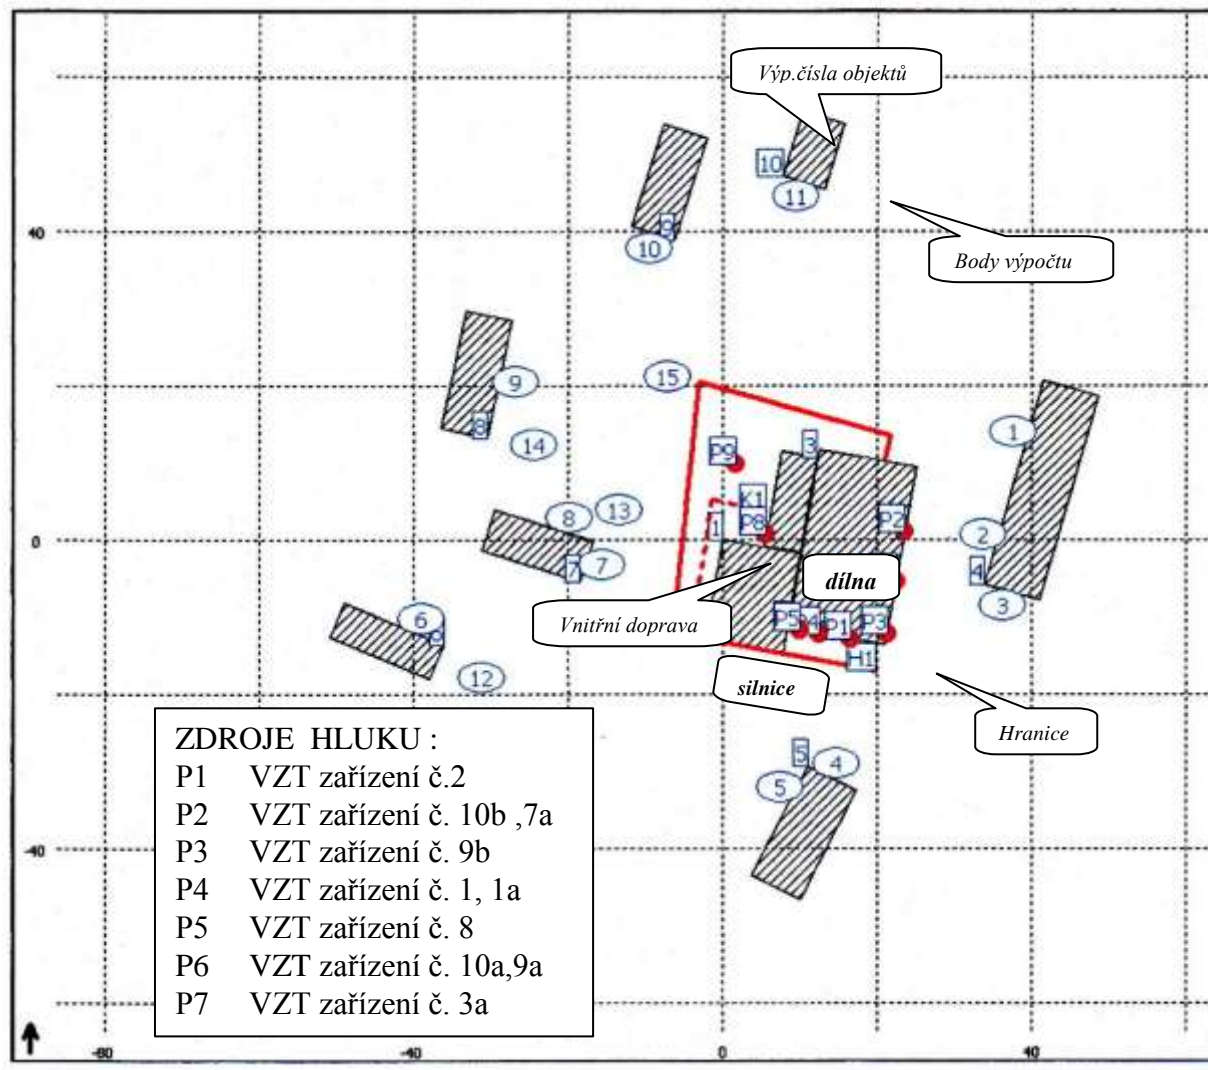 Výp.čísla objektů
10
11
40
9
10
Body výpočtu
15
9
8
14
3
1
P9
K1
P8
P2
8
13
1
2
0
7
7
4
dílna
3
6
Vnitřní doprava
P5
P1
P3
H1
12
silnice
Hranice
ZDROJE HLUKU :
P1 VZT zařízení č.2
P2 VZT zařízení č. 10b ,7a
P3 VZT zařízení č. 9b
P4 VZT zařízení č. 1, 1a
P5 VZT zařízení č. 8
P6 VZT zařízení č. 10a,9a
P7 VZT zařízení č. 3a
5
4
5
-40
-80
-40
0
40